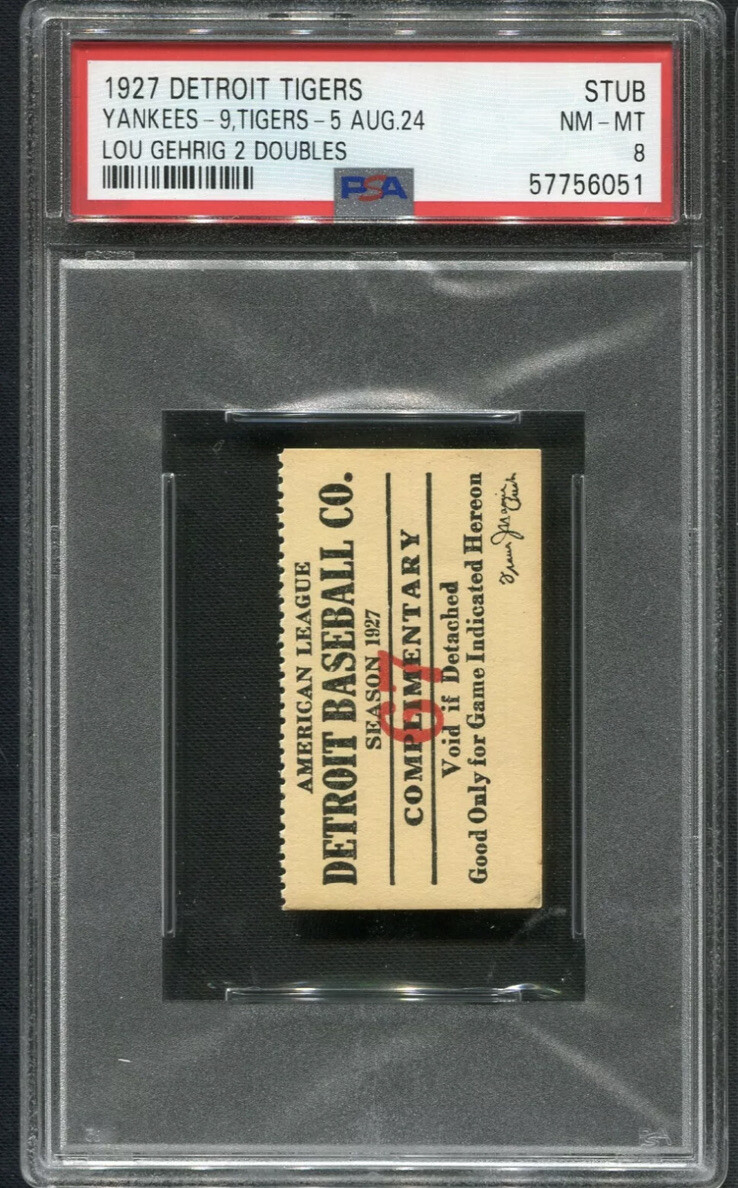 1927 DETROIT TIGERS STUB
YANKEES-9,TIGERS-5 AUG.24 NM-MT
LOU GEHRIG 2 DOUBLES 8
PSA 57756051
AMERICAN LEAGUE
DETROIT BASEBALL CO.
SEASON 1927
COMPLIMENTARY
67
Void if Detached
Good Only for Game Indicated Hereon